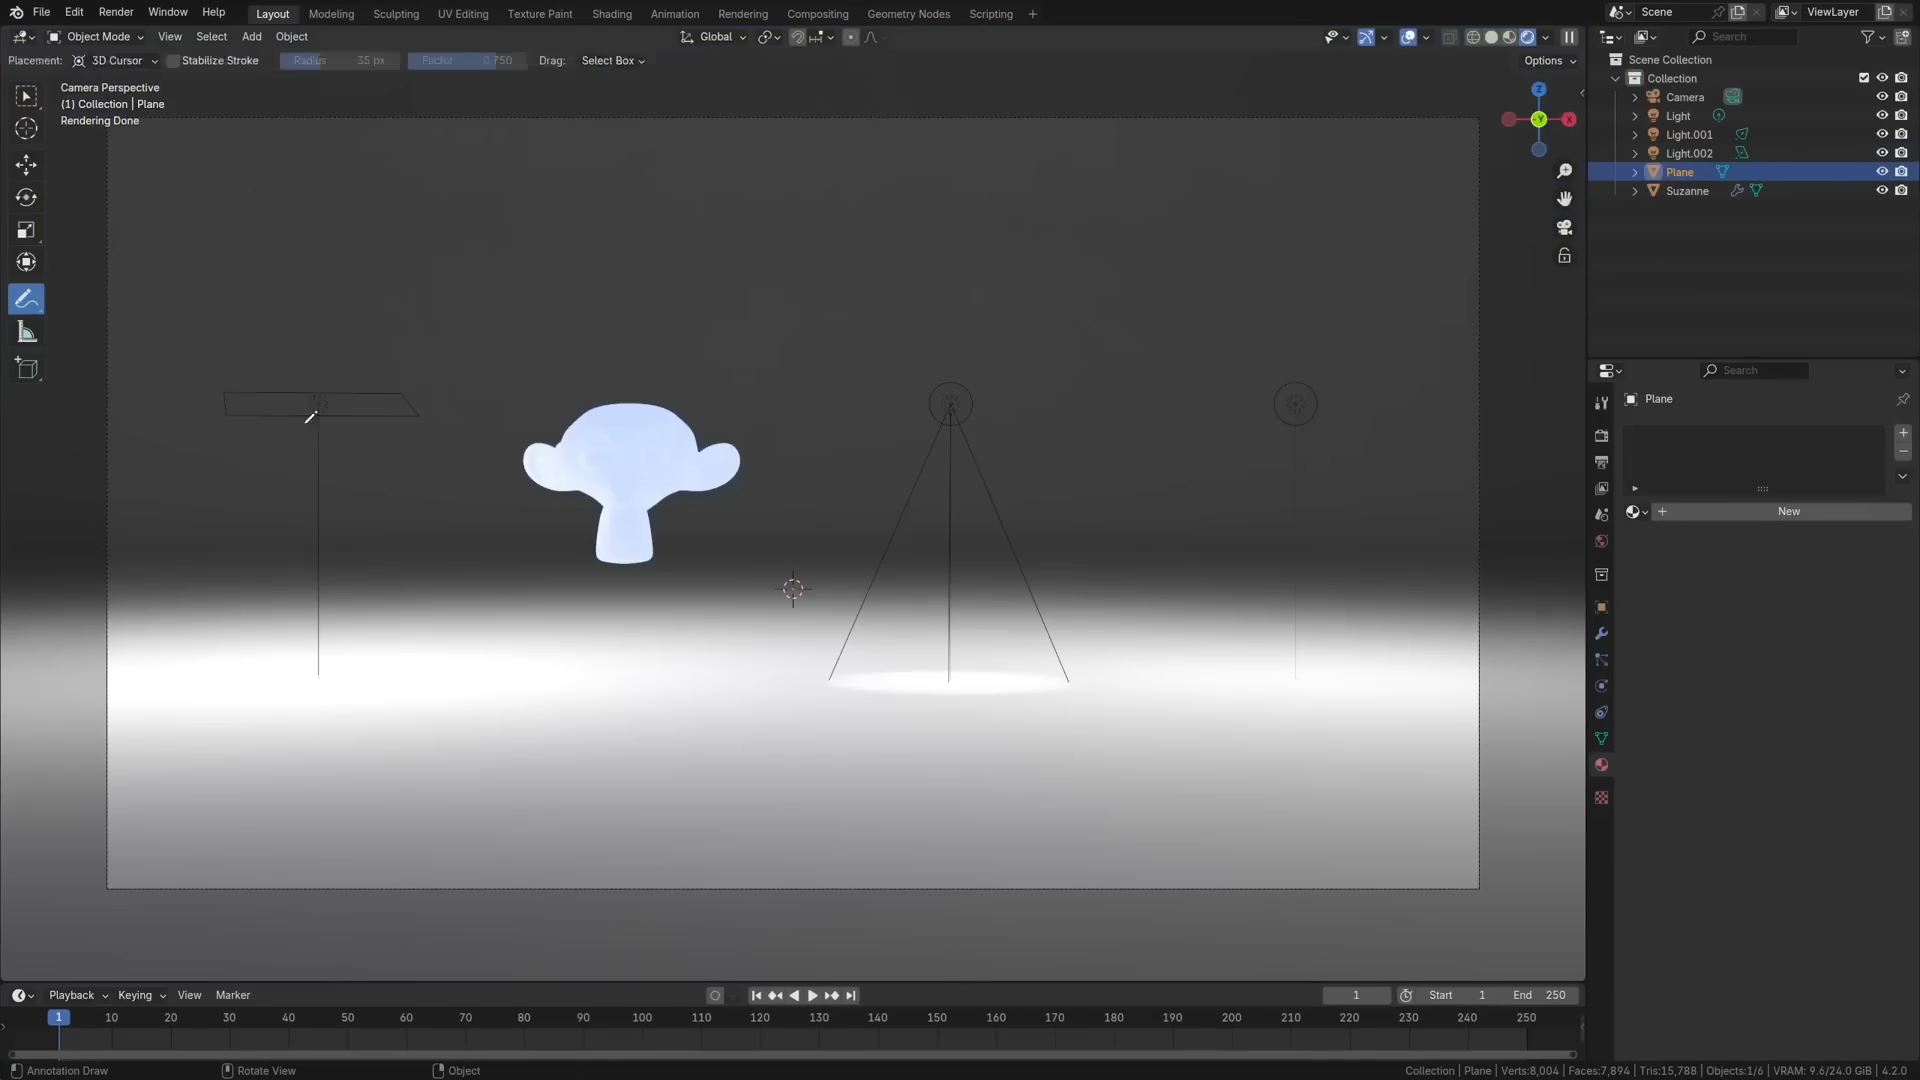 File Edit Render Window Help
Layout Modeling Sculpting UV Editing Texture Paint Shading Animation Rendering Compositing Geometry Nodes Scripting +
Scene
ViewLayer
Object Mode View Select Add Object
Global
Search
Placement: 3D Cursor Stabilize Stroke Radius 35 px Factor 0.750 Drag: Select Box
Options
Camera Perspective
(1) Collection | Plane
Rendering Done
Z
Y
X
Scene Collection
Collection
Camera
Light
Light.001
Light.002
Plane
Suzanne
Search
Plane
New
Playback Keying View Marker
1 Start 1 End 250
1 10 20 30 40 50 60 70 80 90 100 110 120 130 140 150 160 170 180 190 200 210 220 230 240 250
Annotation Draw Rotate View Object
Collection | Plane | Verts:8,004 | Faces:7,894 | Tris:15,788 | Objects:1/6 | VRAM: 9.6/24.0 GiB | 4.2.0